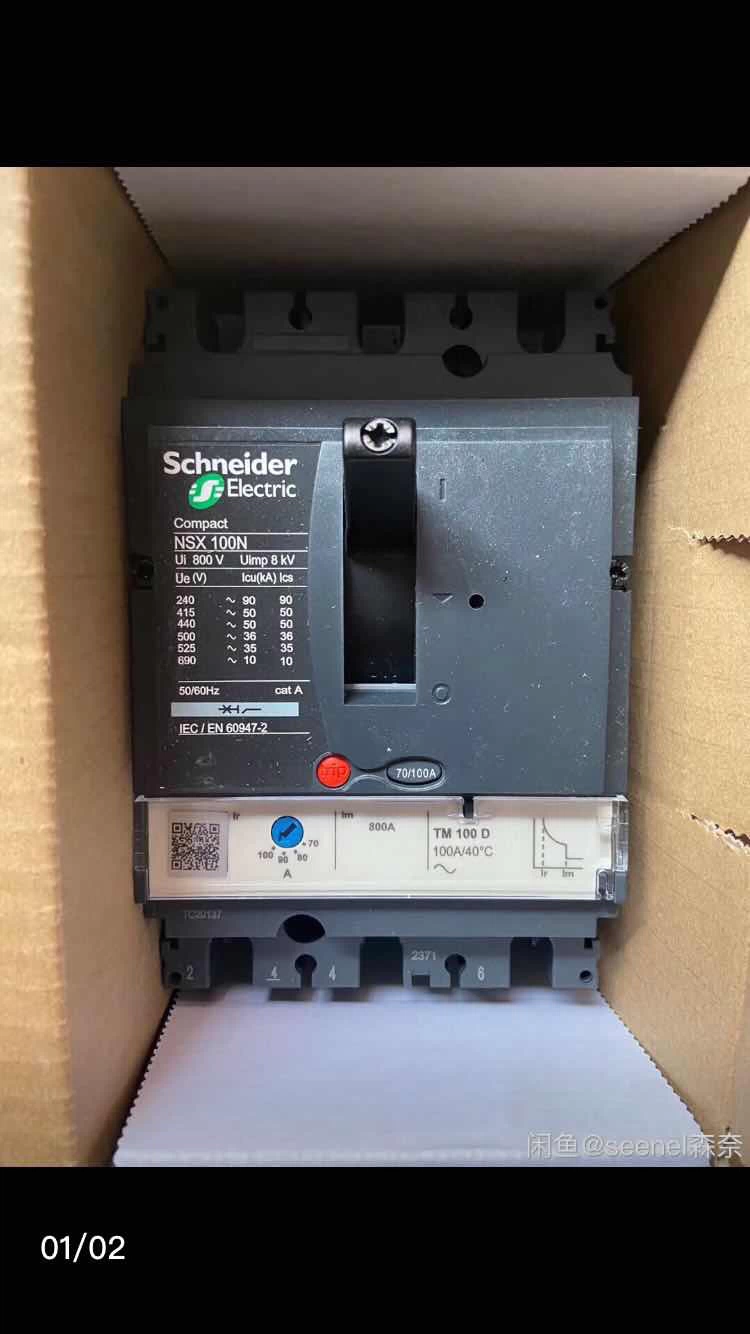 Schneider
Electric
Compact
NSX 100N
Ui 800 V Uimp 8 kV
Ue (V) Icu(kA) Ics
240 ~ 90 90
415 ~ 50 50
440 ~ 50 50
500 ~ 36 36
525 ~ 35 35
690 ~ 10 10
50/60Hz cat A
IEC / EN 60947-2
trip
70/100A
Ir
100 90 80 70
A
Im
800A
TM 100 D
100A/40°C
Ir Im
TC20137
2371
2 4 4 6
闲鱼@seenel森奈
01/02